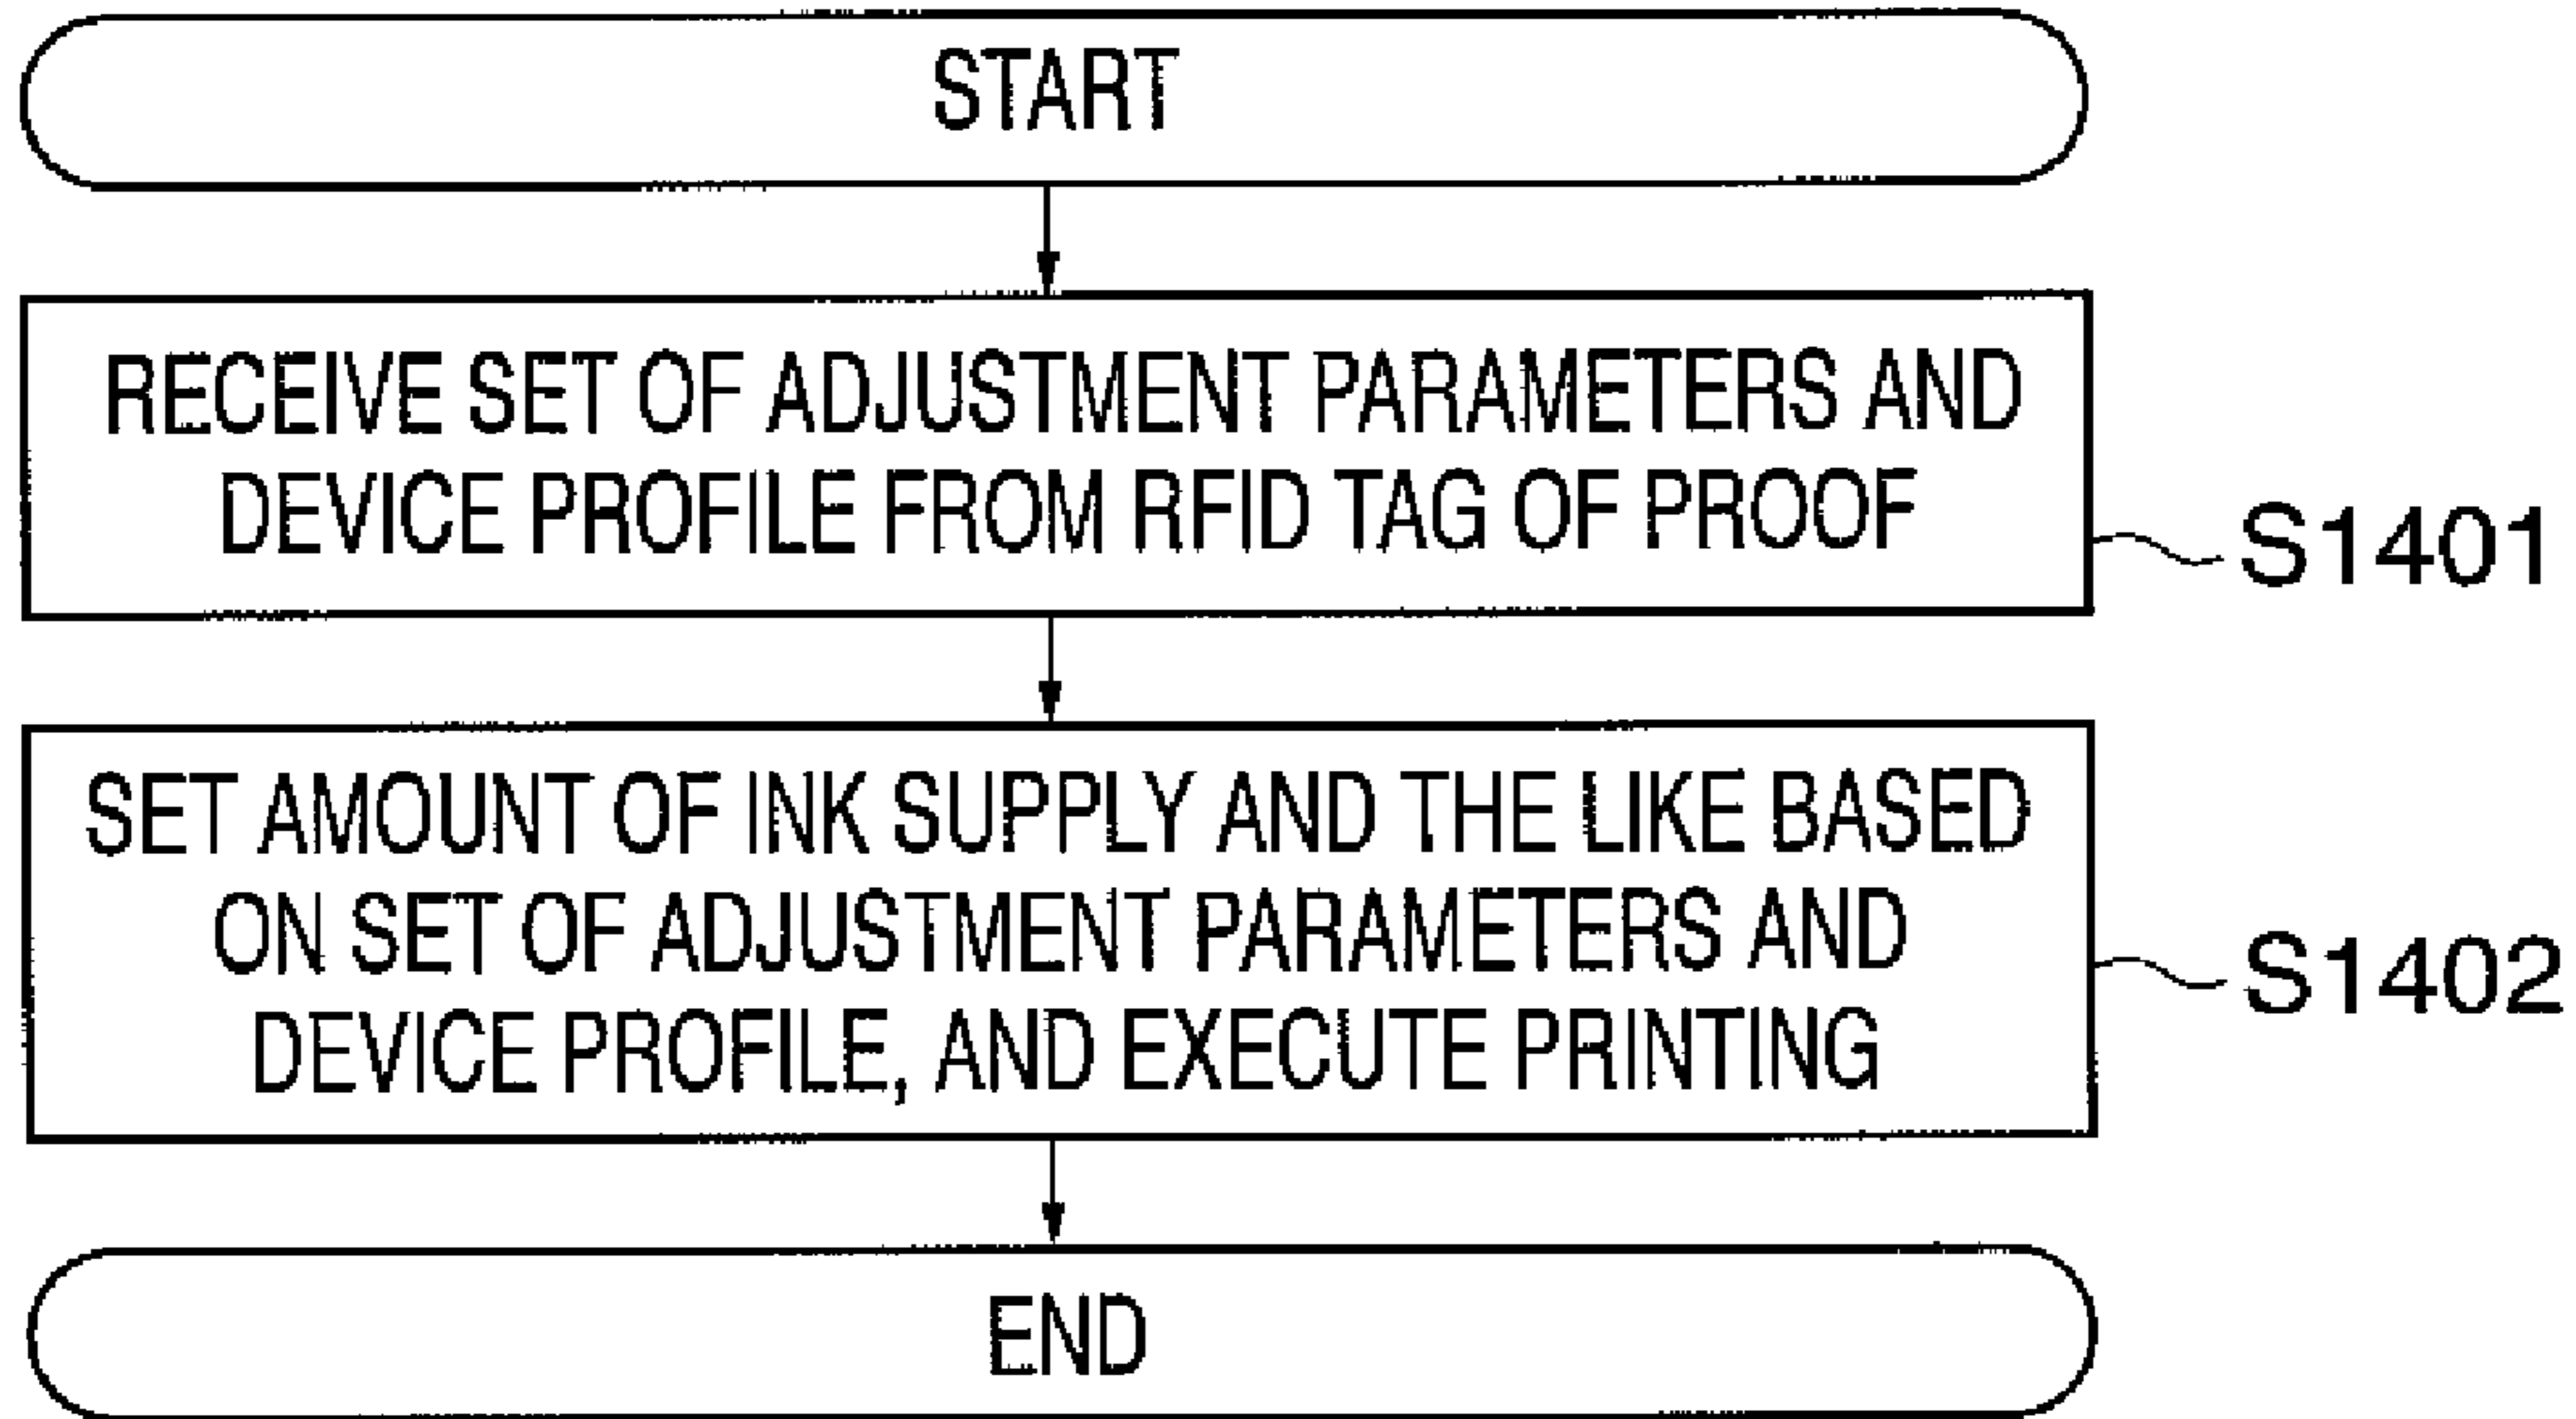 START
RECEIVE SET OF ADJUSTMENT PARAMETERS AND
DEVICE PROFILE FROM RFID TAG OF PROOF
S1401
SET AMOUNT OF INK SUPPLY AND THE LIKE BASED
ON SET OF ADJUSTMENT PARAMETERS AND
DEVICE PROFILE, AND EXECUTE PRINTING
S1402
END